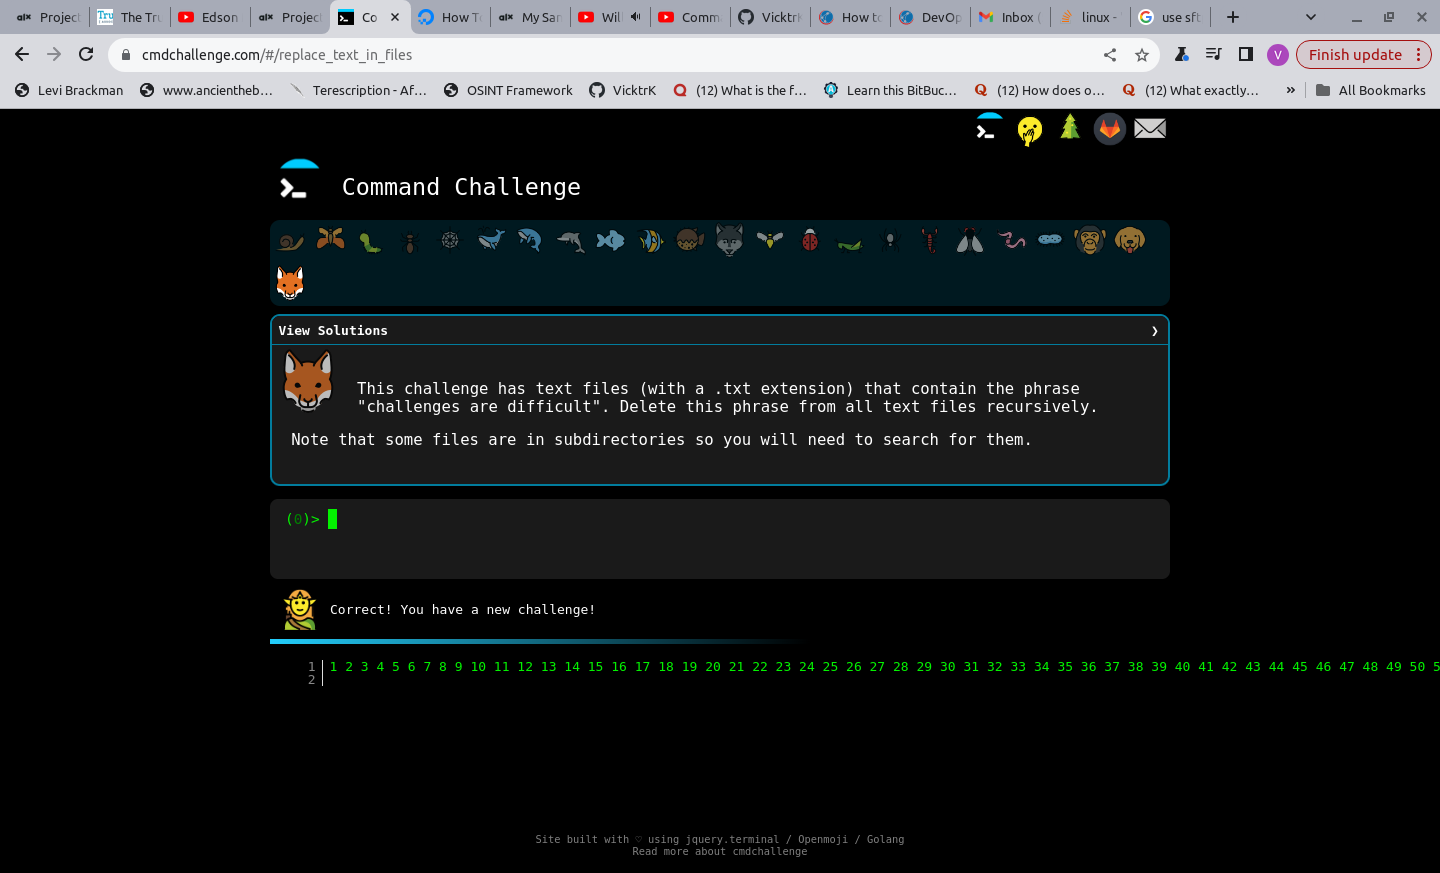 Project
The Tru
Edson
Project
Co
How To
My San
Will
Comm
VicktrK
How to
DevOp
Inbox (
linux -
use sft
cmdchallenge.com/#/replace_text_in_files
V
Finish update
Levi Brackman
www.ancientheb…
Terescription - Af…
OSINT Framework
VicktrK
(12) What is the f…
Learn this BitBuc…
(12) How does o…
(12) What exactly…
»
All Bookmarks
Command Challenge
View Solutions ❯
This challenge has text files (with a .txt extension) that contain the phrase
"challenges are difficult". Delete this phrase from all text files recursively.
Note that some files are in subdirectories so you will need to search for them.
(0)>
Correct! You have a new challenge!
1 1 2 3 4 5 6 7 8 9 10 11 12 13 14 15 16 17 18 19 20 21 22 23 24 25 26 27 28 29 30 31 32 33 34 35 36 37 38 39 40 41 42 43 44 45 46 47 48 49 50 5
2
Site built with ♡ using jquery.terminal / Openmoji / Golang
Read more about cmdchallenge